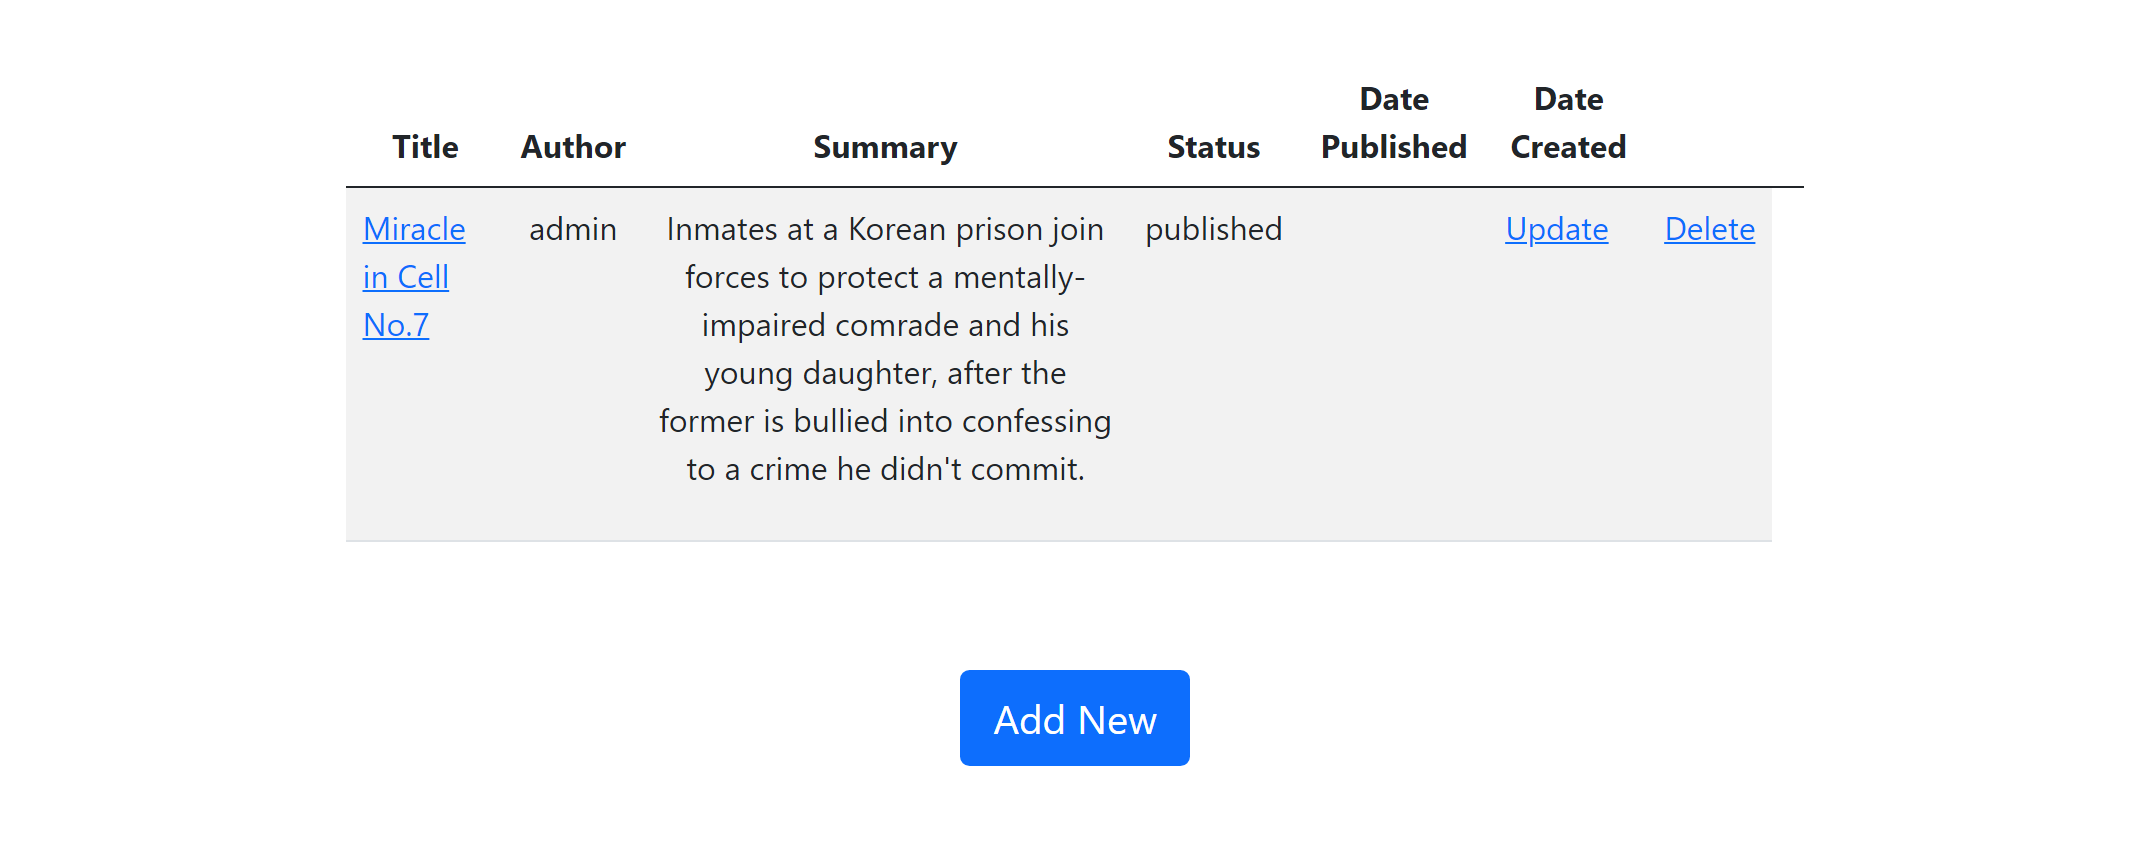 Title Author Summary Status Date Published Date Created
Miracle admin Inmates at a Korean prison join published Update Delete
in Cell forces to protect a mentally-
No.7 impaired comrade and his
young daughter, after the
former is bullied into confessing
to a crime he didn't commit.
Add New